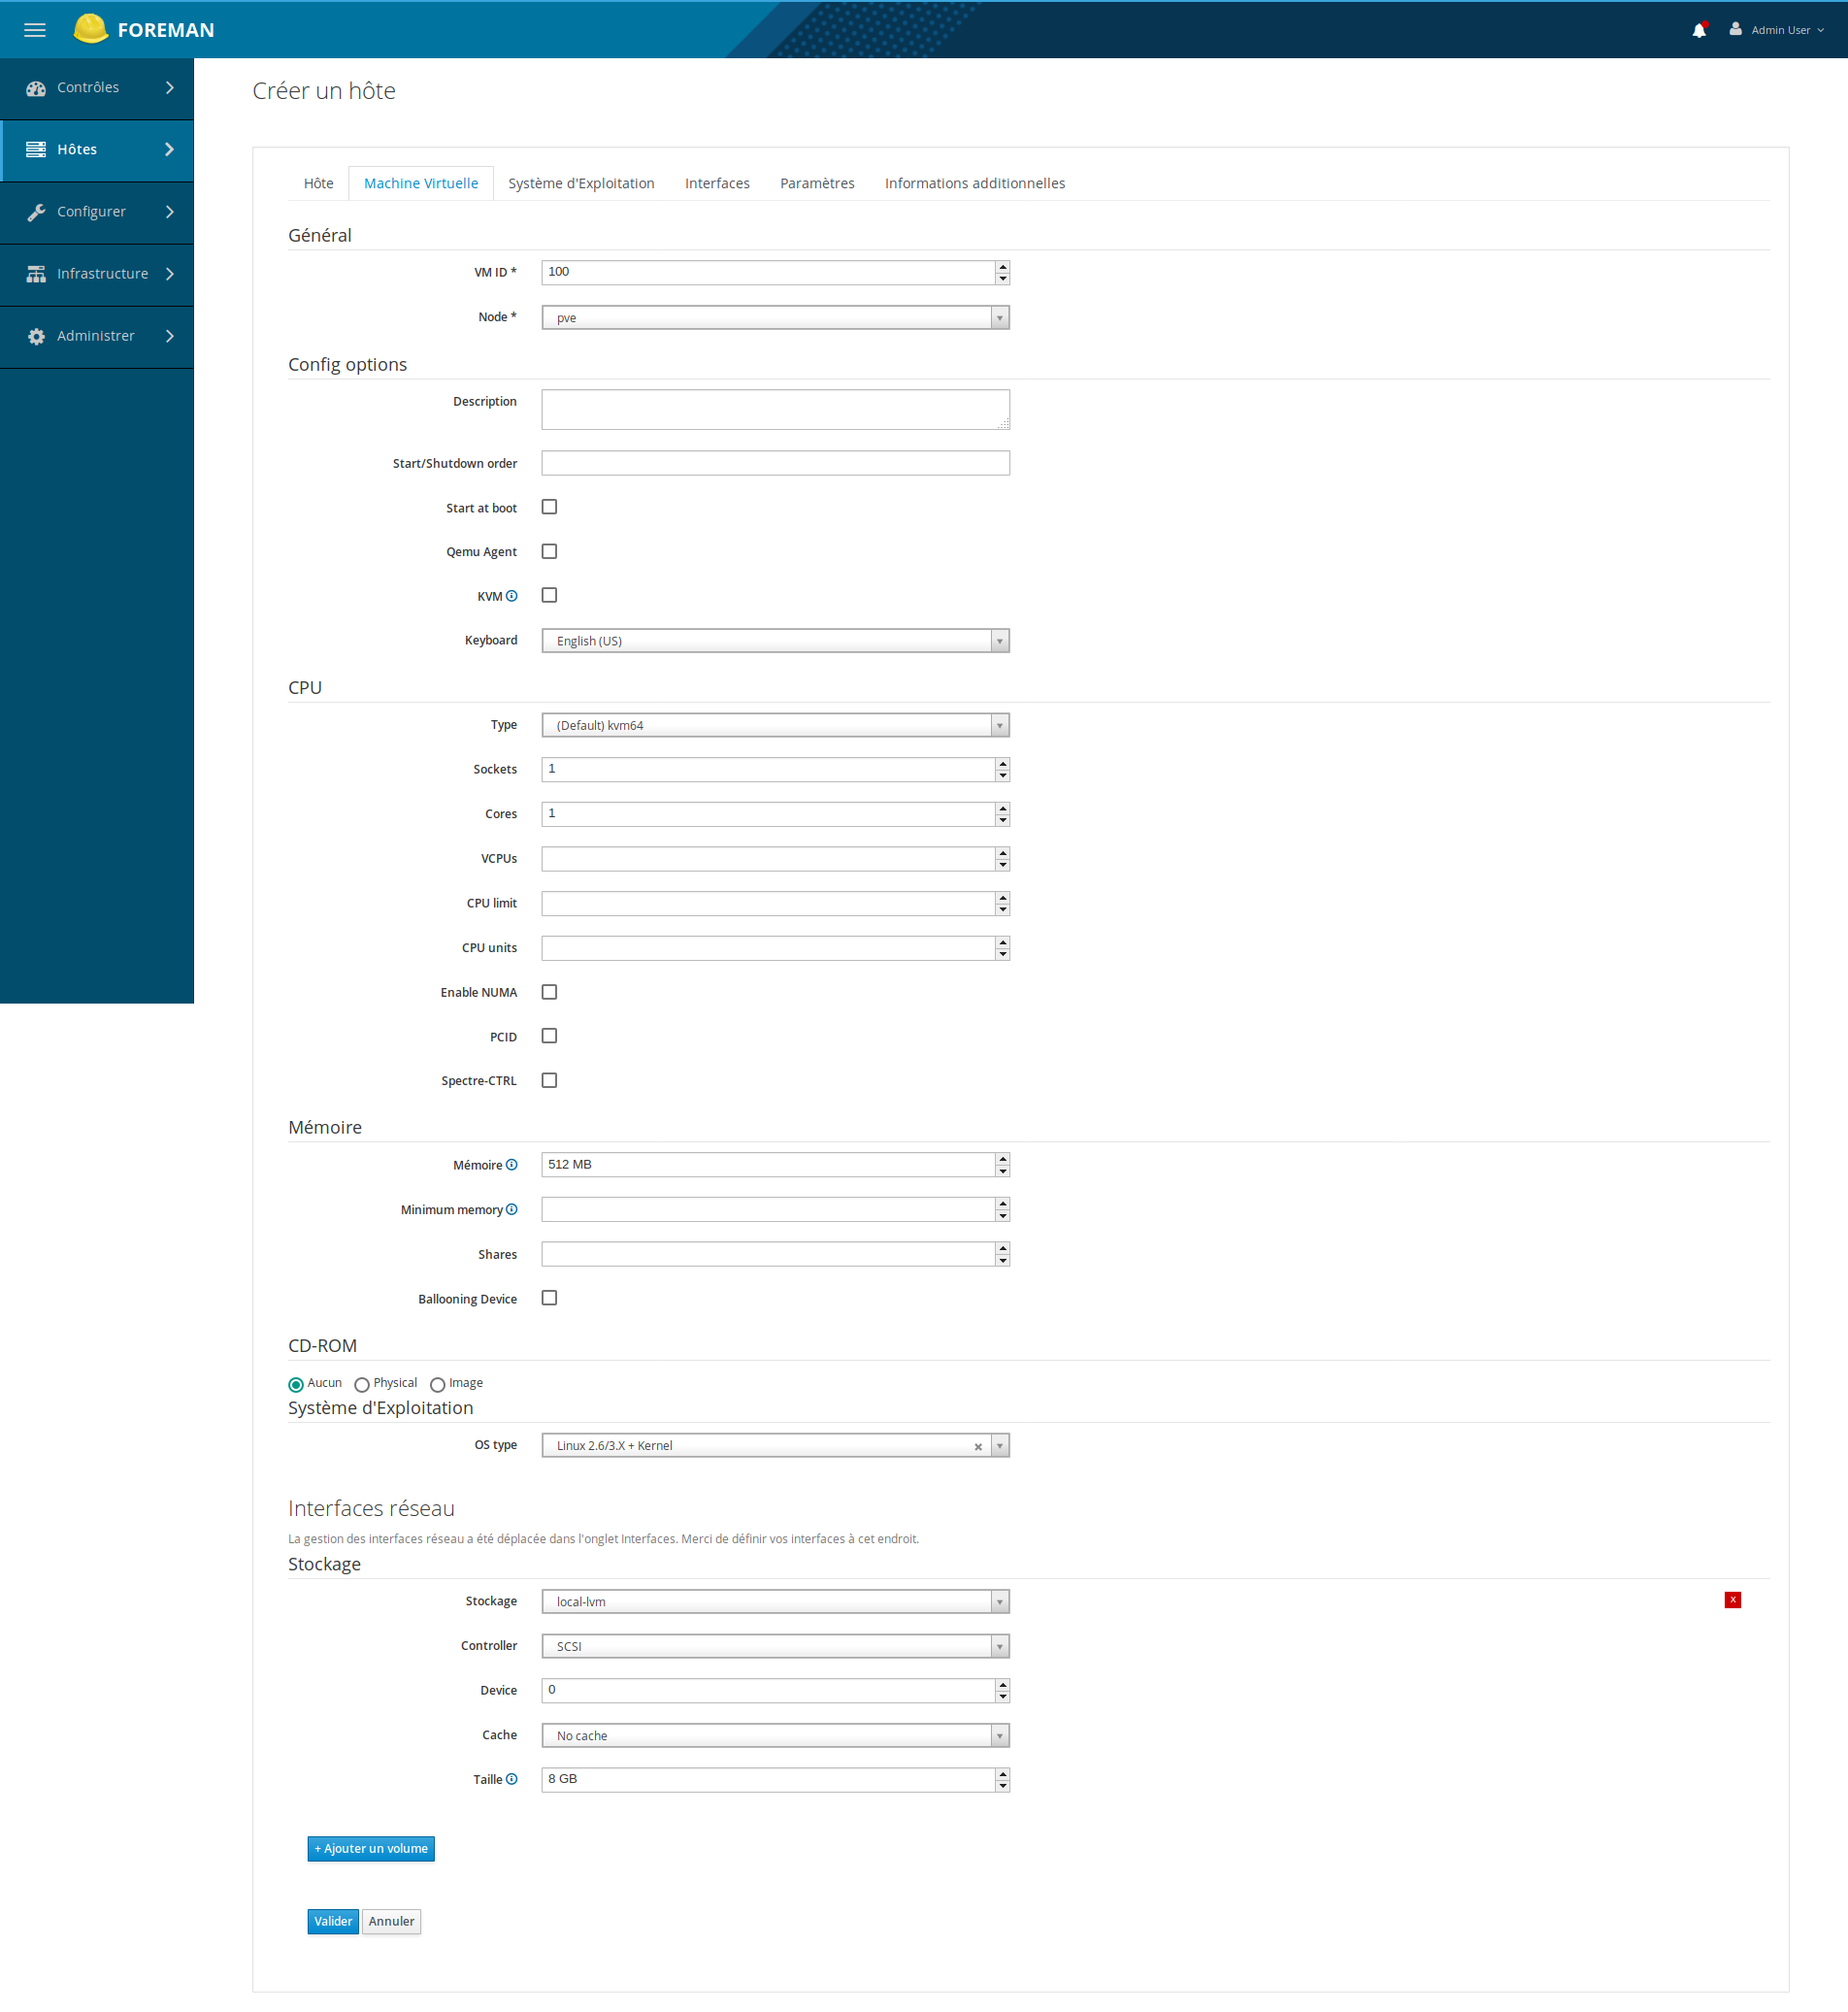 FOREMAN
Admin User
Contrôles
Hôtes
Configurer
Infrastructure
Administrer
Créer un hôte
Hôte Machine Virtuelle Système d'Exploitation Interfaces Paramètres Informations additionnelles
Général
VM ID * 100
Node * pve
Config options
Description
Start/Shutdown order
Start at boot
Qemu Agent
KVM
Keyboard English (US)
CPU
Type (Default) kvm64
Sockets 1
Cores 1
VCPUs
CPU limit
CPU units
Enable NUMA
PCID
Spectre-CTRL
Mémoire
Mémoire 512 MB
Minimum memory
Shares
Ballooning Device
CD-ROM
Aucun Physical Image
Système d'Exploitation
OS type Linux 2.6/3.X + Kernel
Interfaces réseau
La gestion des interfaces réseau a été déplacée dans l'onglet Interfaces. Merci de définir vos interfaces à cet endroit.
Stockage
Stockage local-lvm X
Controller SCSI
Device 0
Cache No cache
Taille 8 GB
+ Ajouter un volume
Valider Annuler